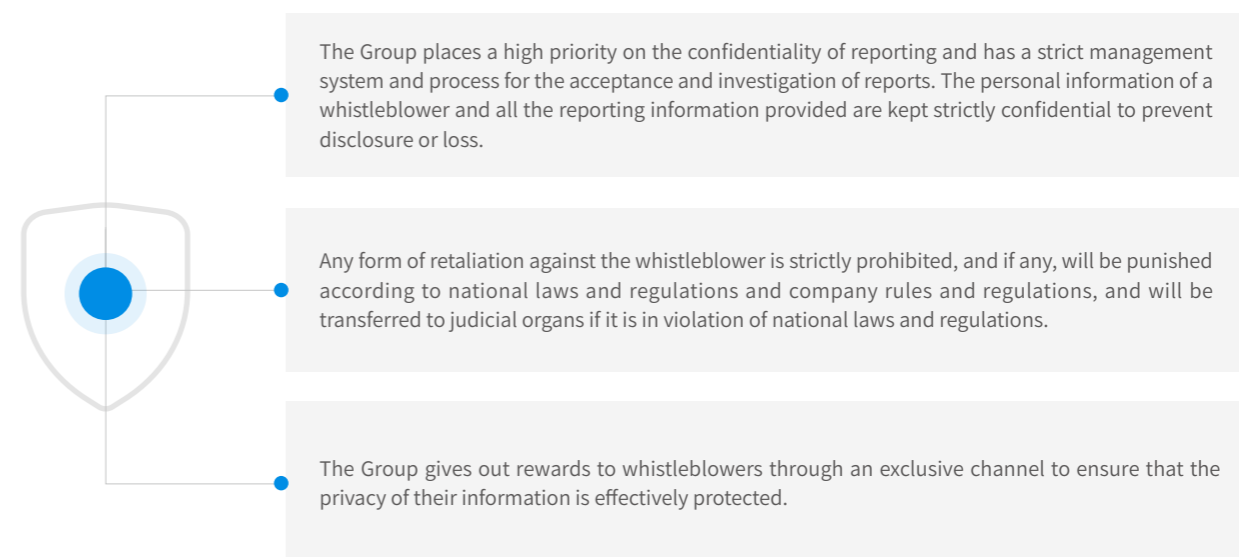 The Group places a high priority on the confidentiality of reporting and has a strict management
system and process for the acceptance and investigation of reports. The personal information of a
whistleblower and all the reporting information provided are kept strictly confidential to prevent
disclosure or loss.
Any form of retaliation against the whistleblower is strictly prohibited, and if any, will be punished
according to national laws and regulations and company rules and regulations, and will be
transferred to judicial organs if it is in violation of national laws and regulations.
The Group gives out rewards to whistleblowers through an exclusive channel to ensure that the
privacy of their information is effectively protected.